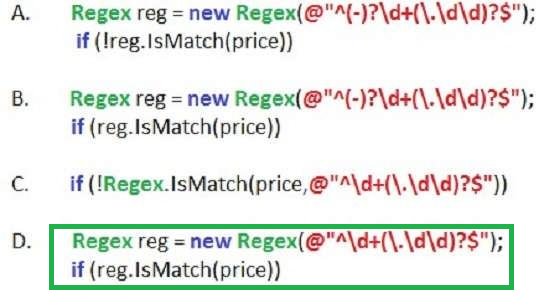 A. Regex reg = new Regex(@"^(-)?\d+(\.\d\d)?$");
if (!reg.IsMatch(price))
B. Regex reg = new Regex(@"^(-)?\d+(\.\d\d)?$");
if (reg.IsMatch(price))
C. if (!Regex.IsMatch(price,@"^\d+(\.\d\d)?$"))
D. Regex reg = new Regex(@"^\d+(\.\d\d)?$");
if (reg.IsMatch(price))